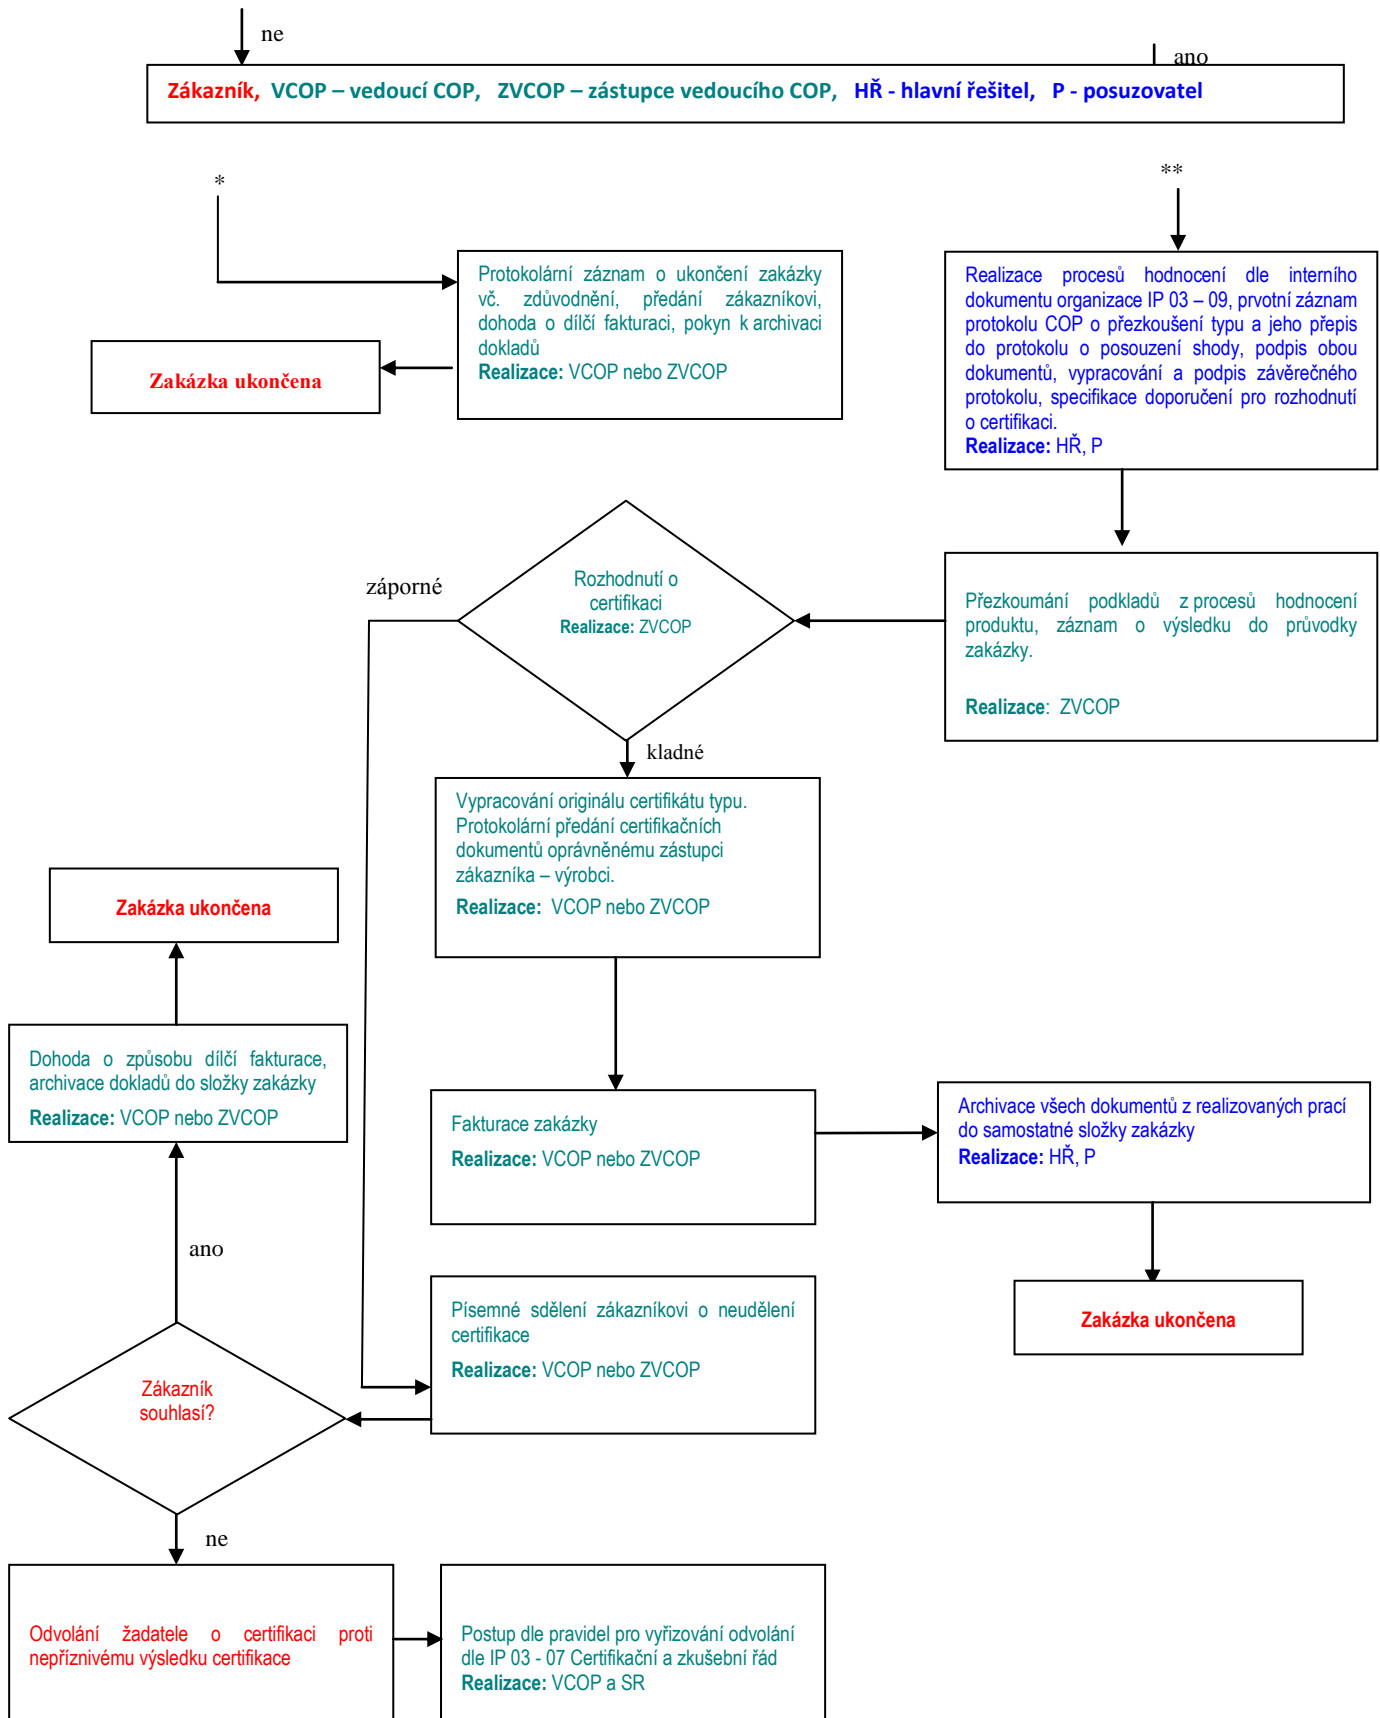 ne
ano
Zákazník, VCOP – vedoucí COP, ZVCOP – zástupce vedoucího COP, HŘ - hlavní řešitel, P - posuzovatel
*
**
Protokolární záznam o ukončení zakázky
vč. zdůvodnění, předání zákazníkovi,
dohoda o dílčí fakturaci, pokyn k archivaci
dokladů
Realizace: VCOP nebo ZVCOP
Zakázka ukončena
Realizace procesů hodnocení dle interního
dokumentu organizace IP 03 – 09, prvotní záznam
protokolu COP o přezkoušení typu a jeho přepis
do protokolu o posouzení shody, podpis obou
dokumentů, vypracování a podpis závěrečného
protokolu, specifikace doporučení pro rozhodnutí
o certifikaci.
Realizace: HŘ, P
Přezkoumání podkladů z procesů hodnocení
produktu, záznam o výsledku do průvodky
zakázky.
Realizace: ZVCOP
Rozhodnutí o
certifikaci
Realizace: ZVCOP
záporné
kladné
Vypracování originálu certifikátu typu.
Protokolární předání certifikačních
dokumentů oprávněnému zástupci
zákazníka – výrobci.
Realizace: VCOP nebo ZVCOP
Zakázka ukončena
Dohoda o způsobu dílčí fakturace,
archivace dokladů do složky zakázky
Realizace: VCOP nebo ZVCOP
Fakturace zakázky
Realizace: VCOP nebo ZVCOP
Archivace všech dokumentů z realizovaných prací
do samostatné složky zakázky
Realizace: HŘ, P
Zakázka ukončena
ano
Písemné sdělení zákazníkovi o neudělení
certifikace
Realizace: VCOP nebo ZVCOP
Zákazník
souhlasí?
ne
Odvolání žadatele o certifikaci proti
nepříznivému výsledku certifikace
Postup dle pravidel pro vyřizování odvolání
dle IP 03 - 07 Certifikační a zkušební řád
Realizace: VCOP a SR